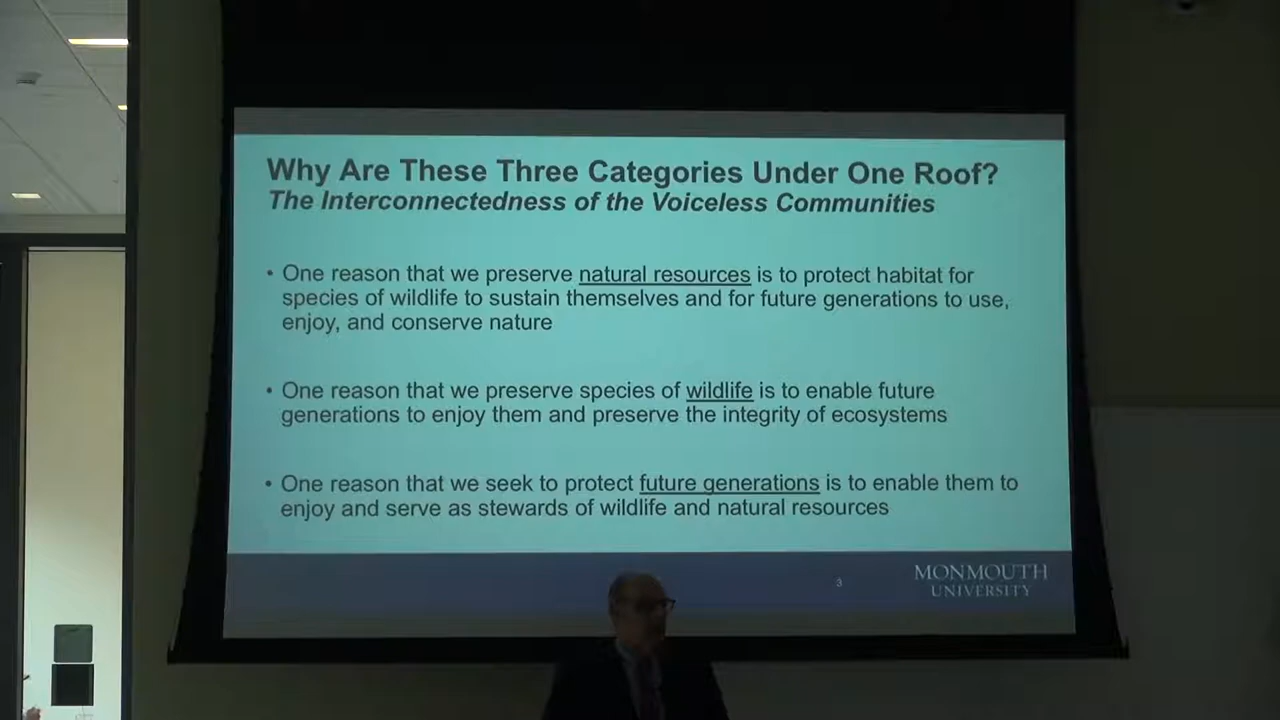 Why Are These Three Categories Under One Roof?
The Interconnectedness of the Voiceless Communities
• One reason that we preserve natural resources is to protect habitat for
species of wildlife to sustain themselves and for future generations to use,
enjoy, and conserve nature
• One reason that we preserve species of wildlife is to enable future
generations to enjoy them and preserve the integrity of ecosystems
• One reason that we seek to protect future generations is to enable them to
enjoy and serve as stewards of wildlife and natural resources
3
MONMOUTH
UNIVERSITY